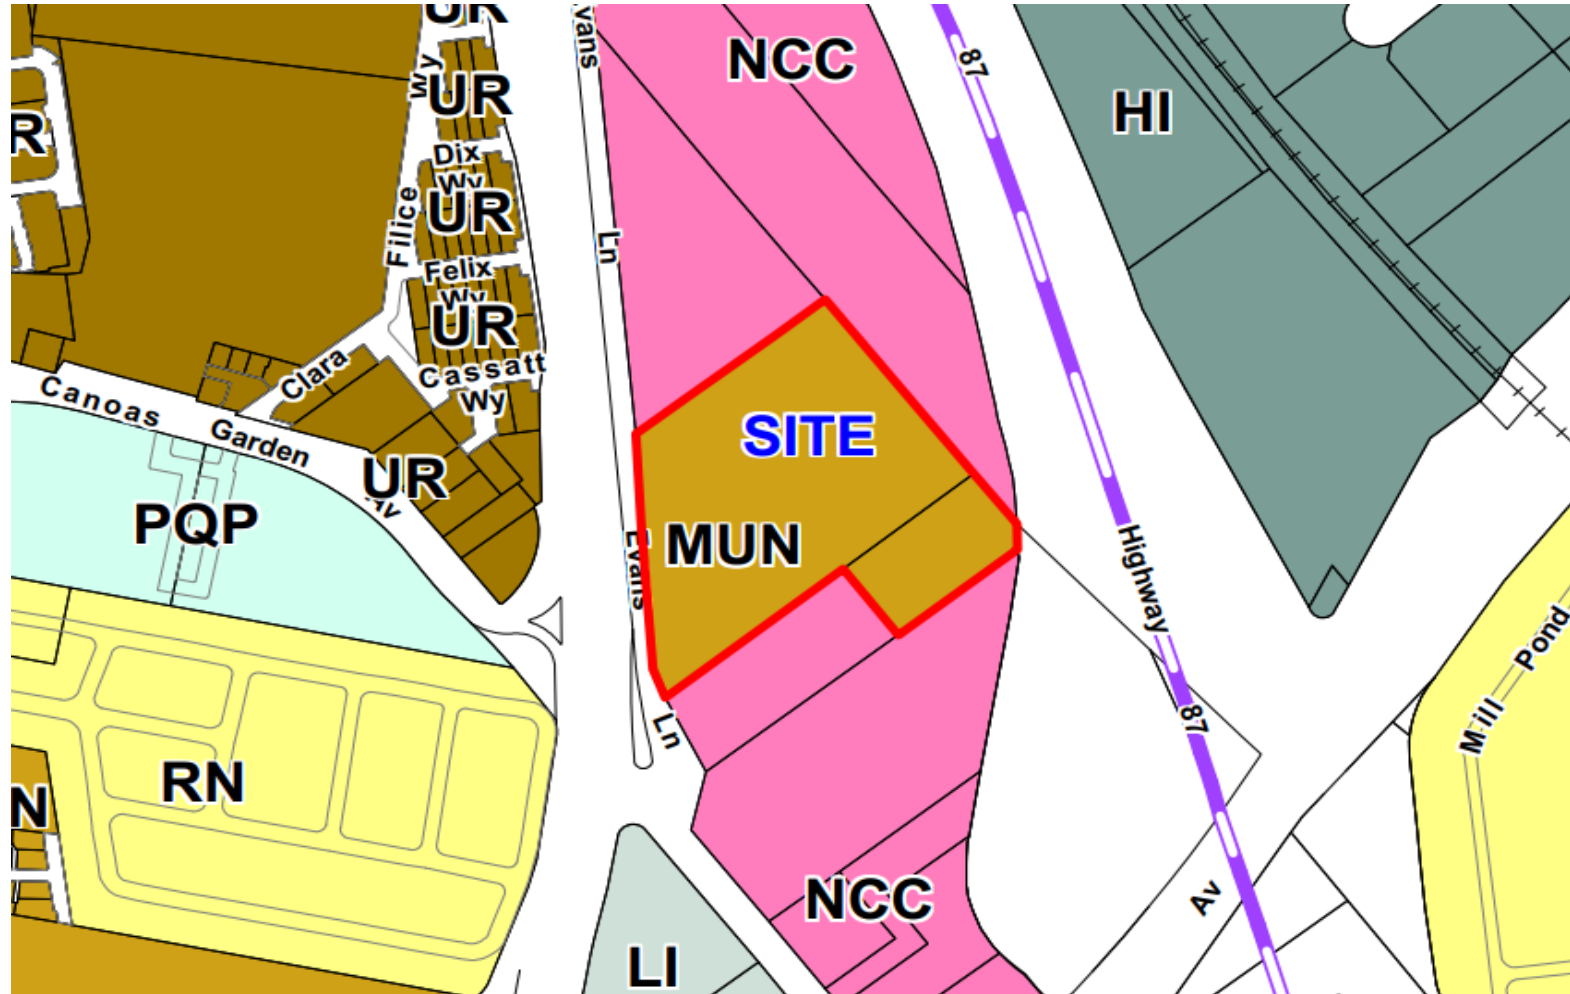 UR
Evans
NCC
87
HI
Wy
UR
R
Dix
Wy
UR
Filice
Ln
Felix
Wy
UR
Clara
Cassatt
Wy
Canoas
Garden
Av
SITE
UR
PQP
MUN
Evans
Highway
Mill Pond
Ln
87
RN
N
NCC
Av
LI